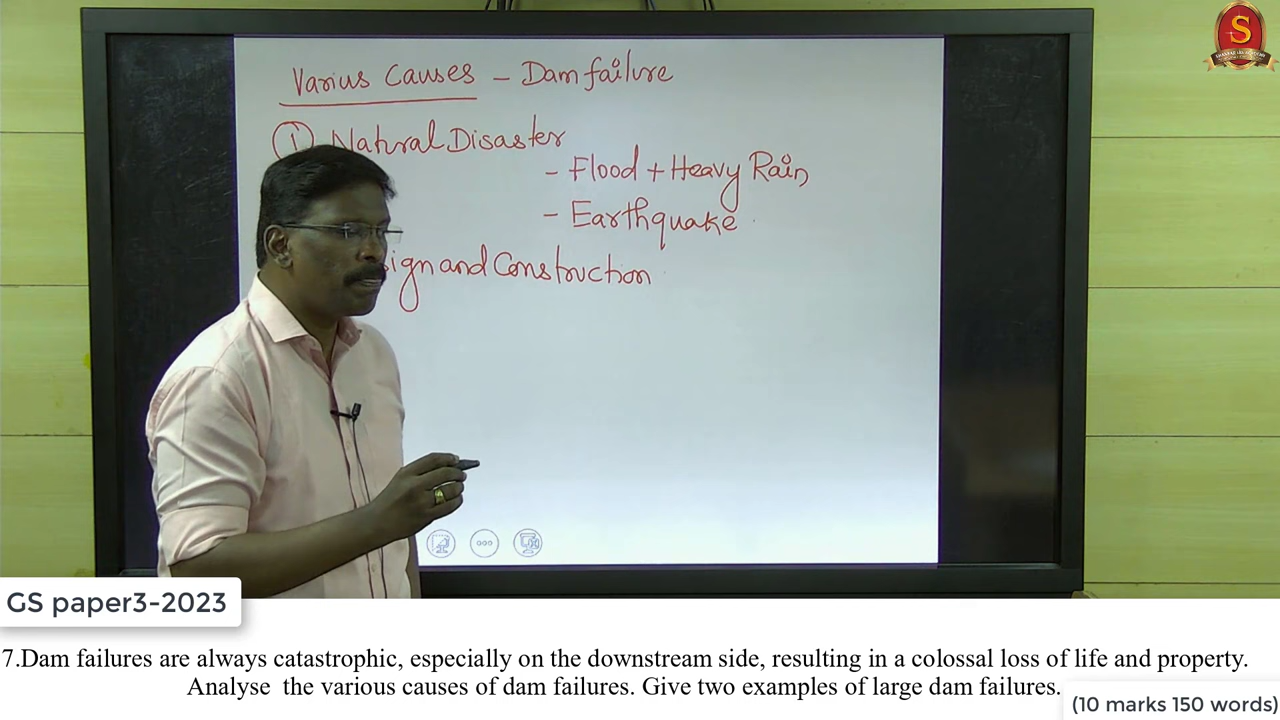 S
Varius Causes - Dam failure
① Natural Disaster
- Flood + Heavy Rain
- Earthquake
ign and Construction
GS paper3-2023
7.Dam failures are always catastrophic, especially on the downstream side, resulting in a colossal loss of life and property.
Analyse the various causes of dam failures. Give two examples of large dam failures.
(10 marks 150 words)